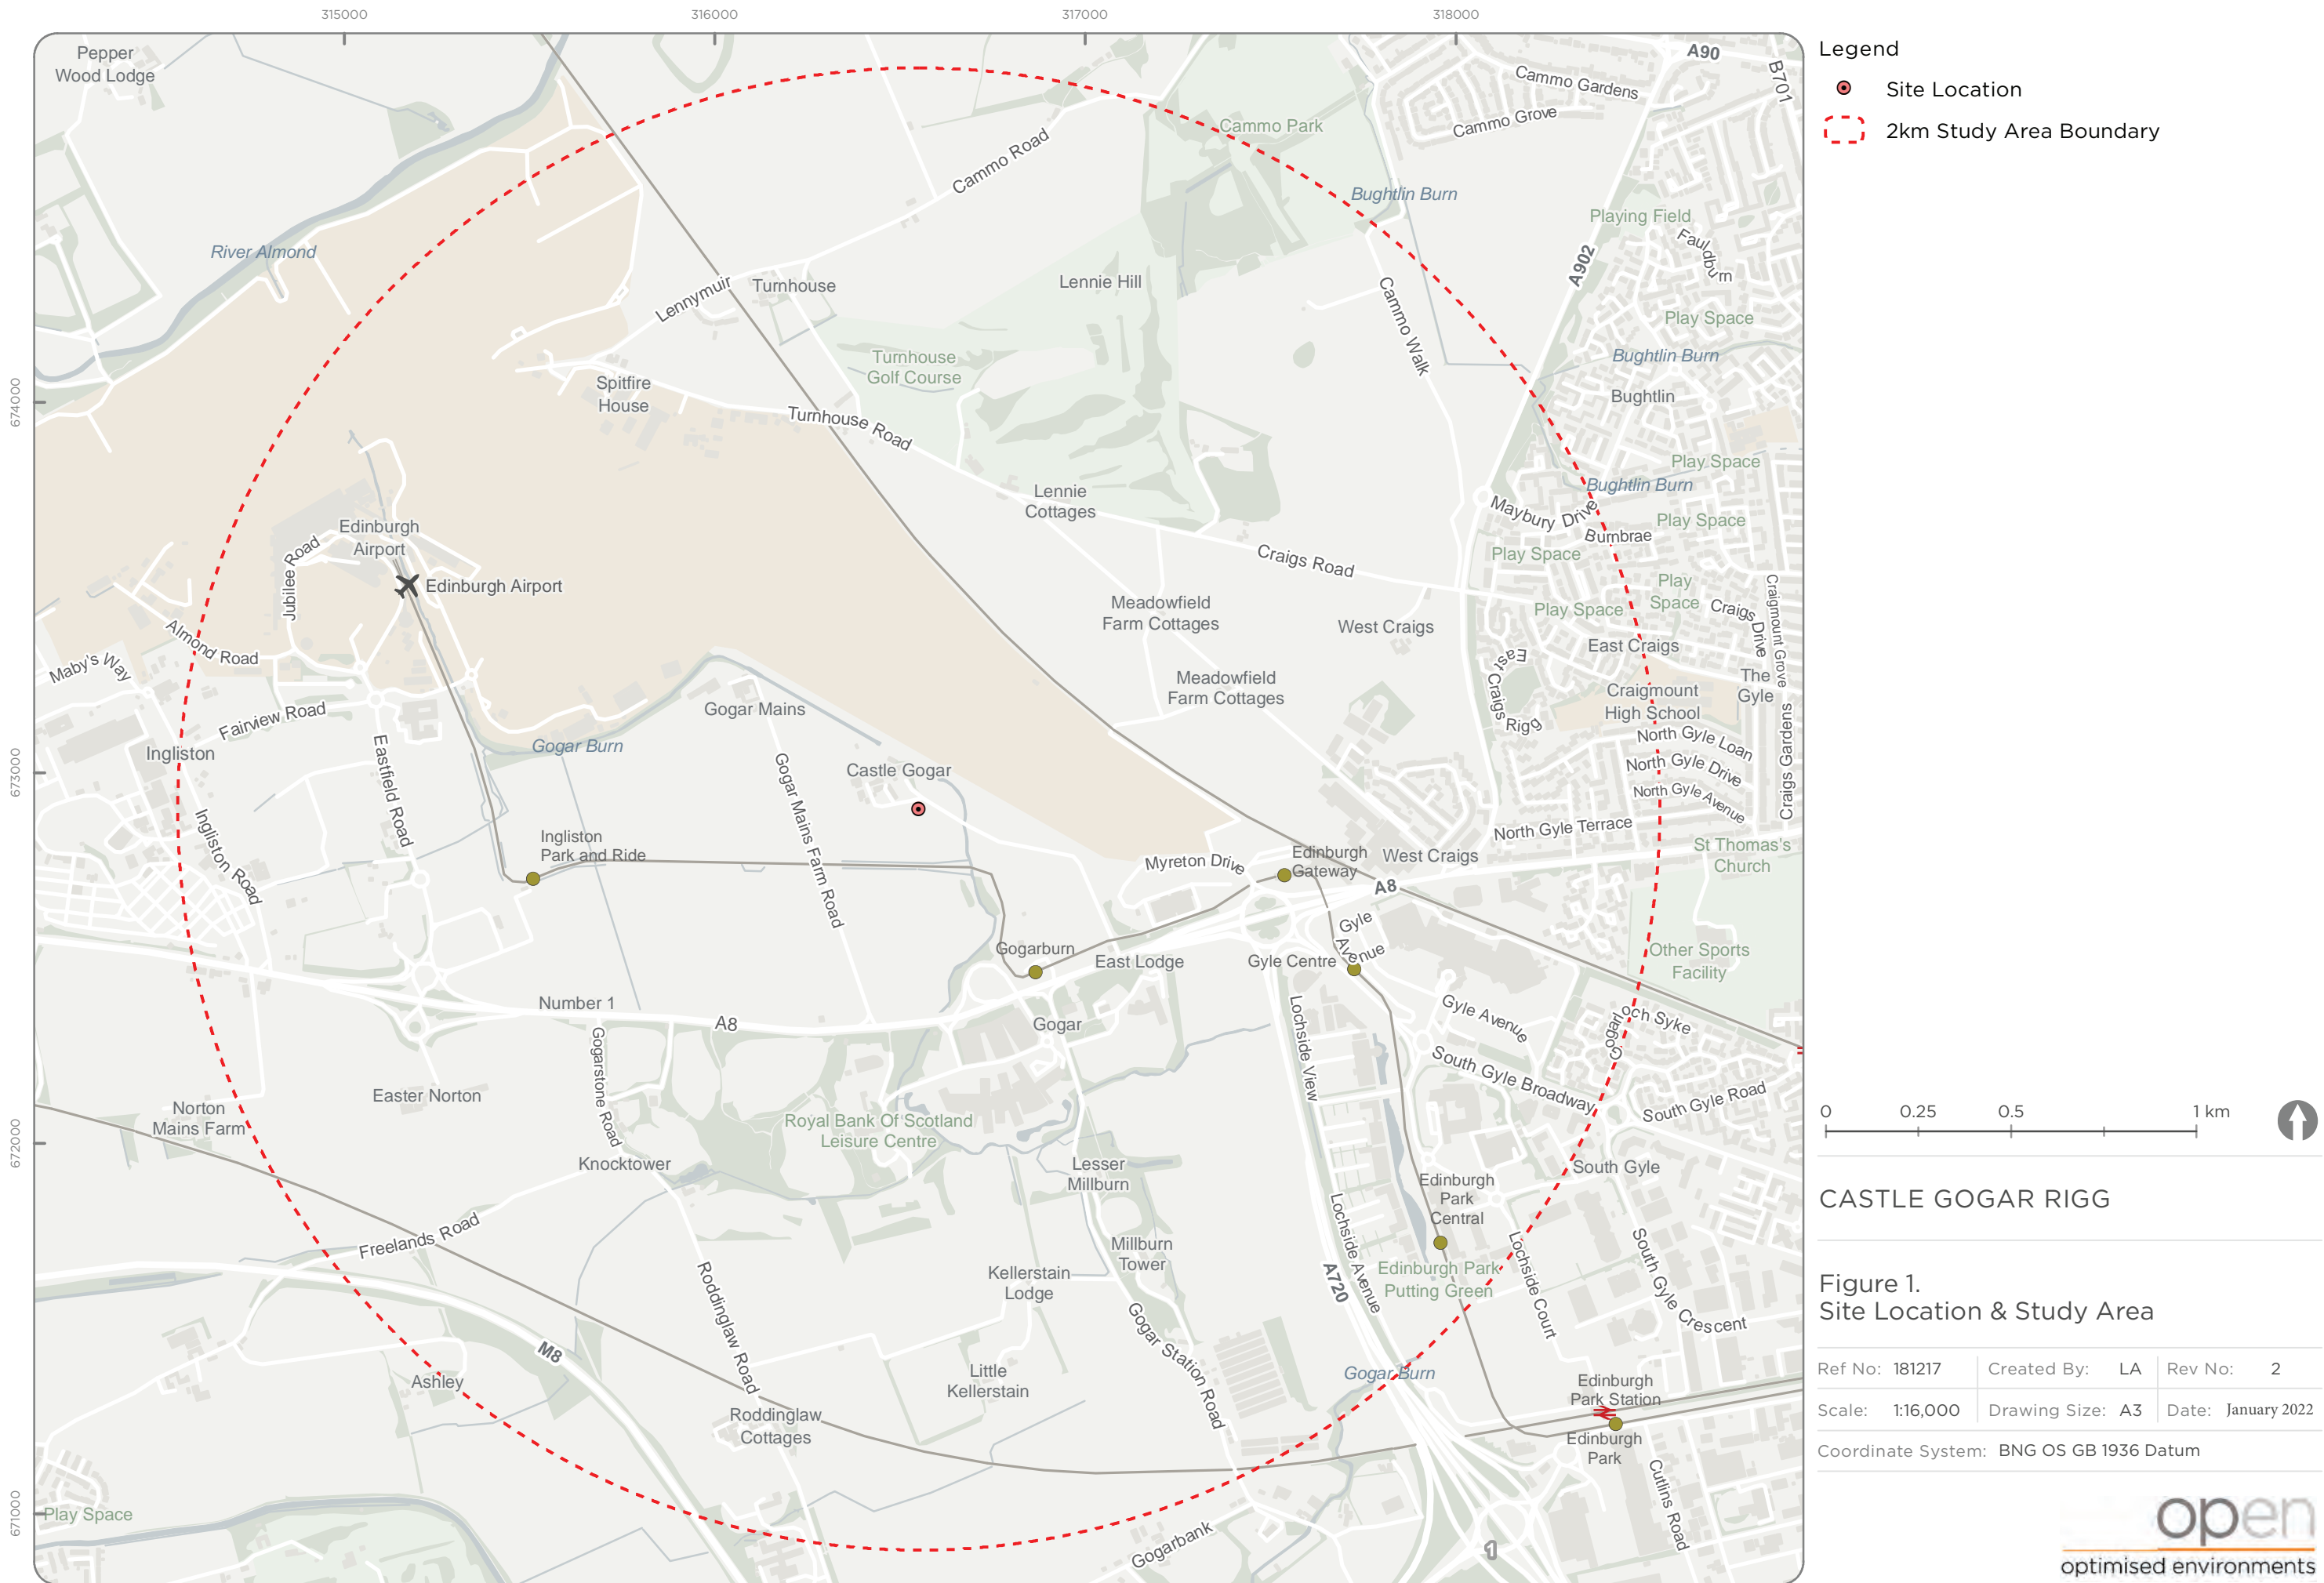 315000
316000
317000
318000
674000
673000
672000
671000
Pepper
Wood Lodge
River Almond
Cammo Road
Cammo Park
Cammo Gardens
Cammo Grove
A90
B701
Bughtlin Burn
Playing Field
Fauldburn
A902
Play Space
Bughtlin Burn
Bughtlin
Lennymuir
Turnhouse
Lennie Hill
Cammo Walk
Turnhouse
Golf Course
Spitfire
House
Turnhouse Road
Play Space
Bughtlin Burn
Lennie
Cottages
Maybury Drive
Play Space
Burnbrae
Edinburgh
Airport
Jubilee Road
Edinburgh Airport
Craigs Road
Play Space
Play
Space
Play Space
Craigs Drive
Craigmount Grove
Meadowfield
Farm Cottages
West Craigs
East Craigs
Almond Road
Maby's Way
East Craigs Rigg
Meadowfield
Farm Cottages
The
Gyle
Craigmount
High School
Fairview Road
Gogar Mains
North Gyle Loan
Ingliston
Gogar Burn
Eastfield Road
Castle Gogar
Gogar Mains Farm Road
North Gyle Drive
North Gyle Avenue
Craigs Gardens
Ingliston Road
Ingliston
Park and Ride
North Gyle Terrace
Myreton Drive
Edinburgh
Gateway
West Craigs
St Thomas's
Church
A8
Gyle
Avenue
Gogarburn
East Lodge
Gyle Centre
Other Sports
Facility
Number 1
A8
Gogar
Lochside View
Gyle Avenue
Gogarloch Syke
Gogarstone Road
South Gyle Broadway
Easter Norton
South Gyle Road
Norton
Mains Farm
Royal Bank Of Scotland
Leisure Centre
Knocktower
Lesser
Millburn
South Gyle
Edinburgh
Park
Central
Freelands Road
Lochside Avenue
Millburn
Tower
Kellerstain
Lodge
A720
Edinburgh Park
Putting Green
Lochside Court
South Gyle Crescent
Roddinglaw Road
Gogar Station Road
M8
Ashley
Little
Kellerstain
Gogar Burn
Edinburgh
Park Station
Roddinglaw
Cottages
Edinburgh
Park
Cutlins Road
Play Space
Gogarbank
1
Legend
Site Location
2km Study Area Boundary
0 0.25 0.5 1 km
CASTLE GOGAR RIGG
Figure 1.
Site Location & Study Area
Ref No: 181217 Created By: LA Rev No: 2
Scale: 1:16,000 Drawing Size: A3 Date: January 2022
Coordinate System: BNG OS GB 1936 Datum
open
optimised environments